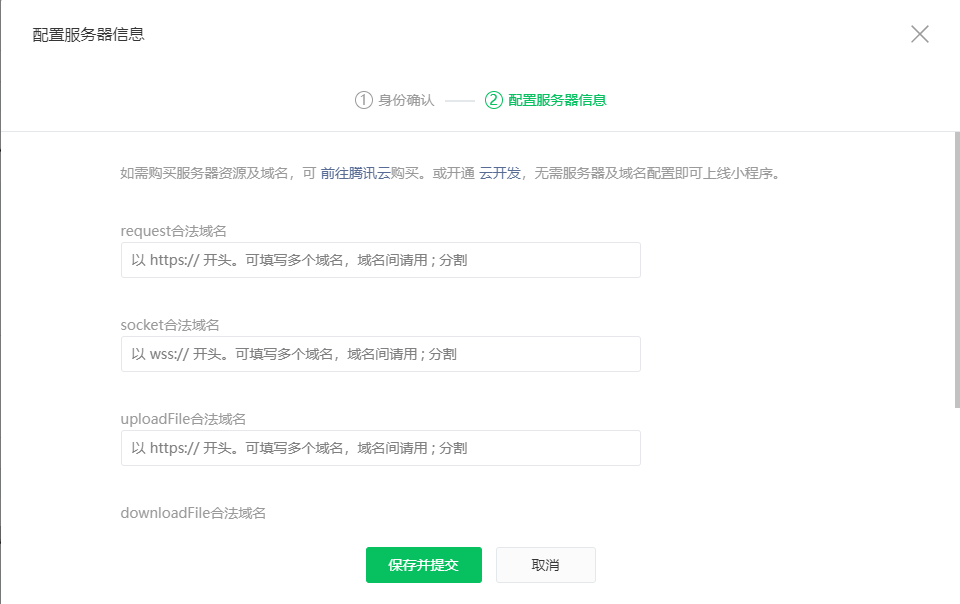 配置服务器信息
① 身份确认 ② 配置服务器信息
如需购买服务器资源及域名，可 前往腾讯云购买。或开通 云开发，无需服务器及域名配置即可上线小程序。
request合法域名
以 https:// 开头。可填写多个域名，域名间请用 ; 分割
socket合法域名
以 wss:// 开头。可填写多个域名，域名间请用 ; 分割
uploadFile合法域名
以 https:// 开头。可填写多个域名，域名间请用 ; 分割
downloadFile合法域名
保存并提交 取消